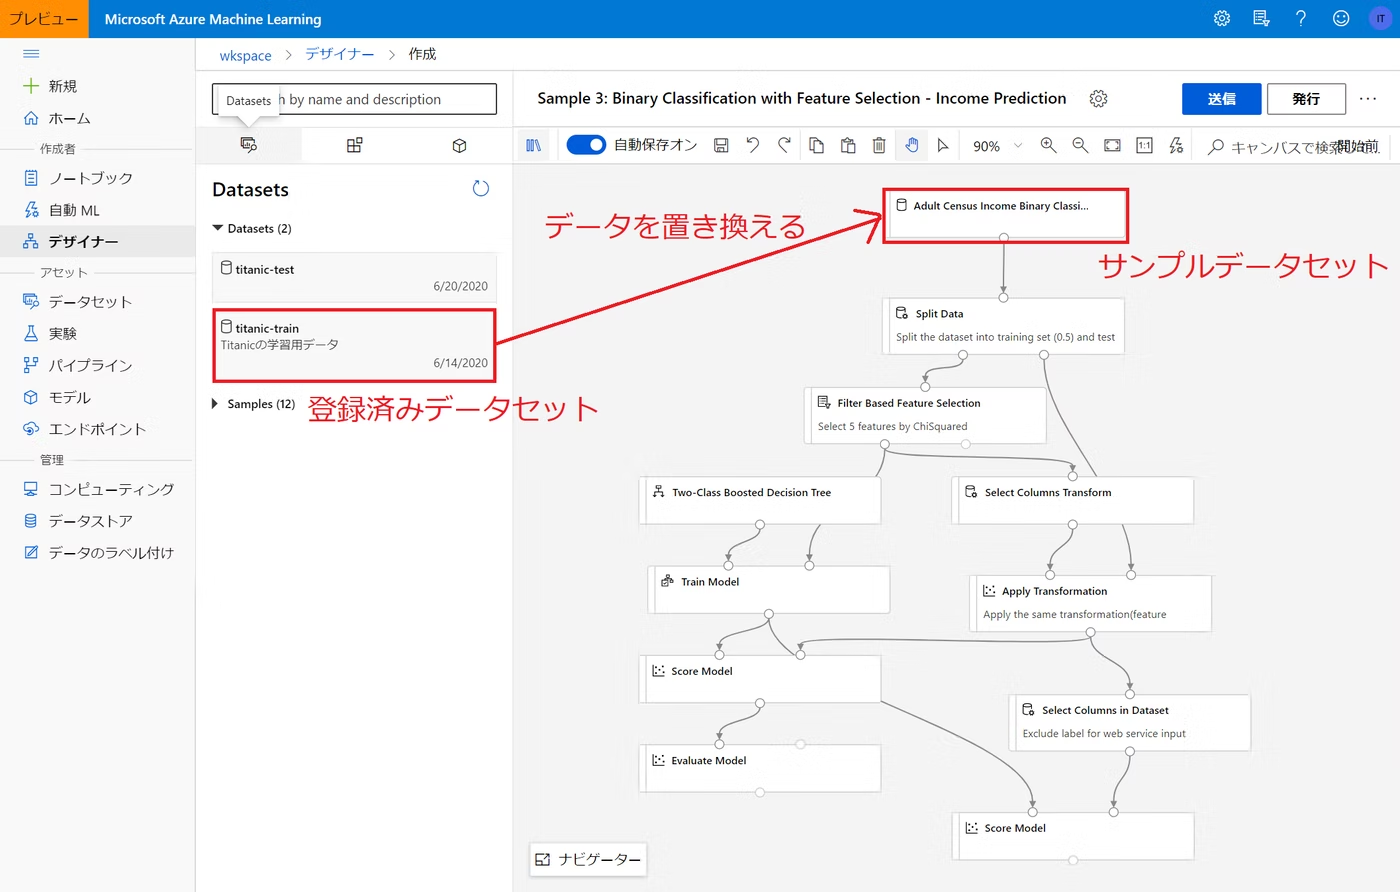 プレビュー
Microsoft Azure Machine Learning
IT
新規
ホーム
作成者
ノートブック
自動 ML
デザイナー
アセット
データセット
実験
パイプライン
モデル
エンドポイント
管理
コンピューティング
データストア
データのラベル付け
wkspace > デザイナー > 作成
Datasets
h by name and description
Datasets
Datasets (2)
titanic-test
6/20/2020
titanic-train
Titanicの学習用データ
6/14/2020
Samples (12)
登録済みデータセット
Sample 3: Binary Classification with Feature Selection - Income Prediction
送信
発行
自動保存オン
90%
1:1
キャンバスで検索
開始前
データを置き換える
Adult Census Income Binary Classi...
サンプルデータセット
Split Data
Split the dataset into training set (0.5) and test
Filter Based Feature Selection
Select 5 features by ChiSquared
Two-Class Boosted Decision Tree
Select Columns Transform
Train Model
Apply Transformation
Apply the same transformation(feature
Score Model
Select Columns in Dataset
Exclude label for web service input
Evaluate Model
Score Model
ナビゲーター